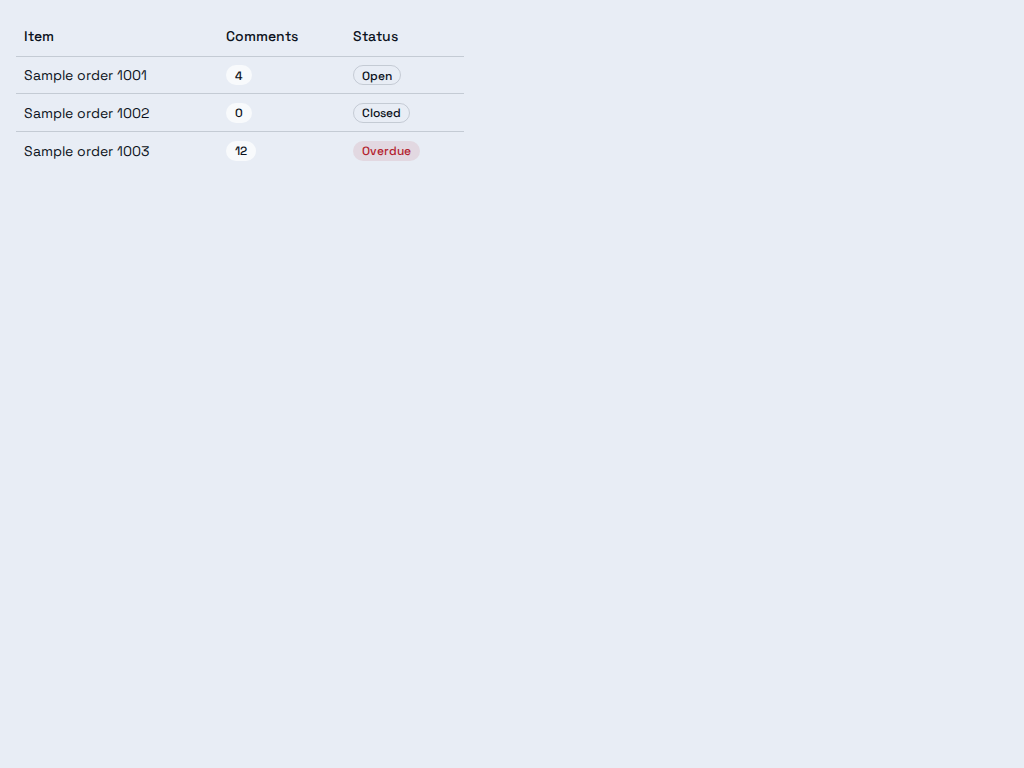 Item Comments Status
Sample order 1001 4 Open
Sample order 1002 0 Closed
Sample order 1003 12 Overdue